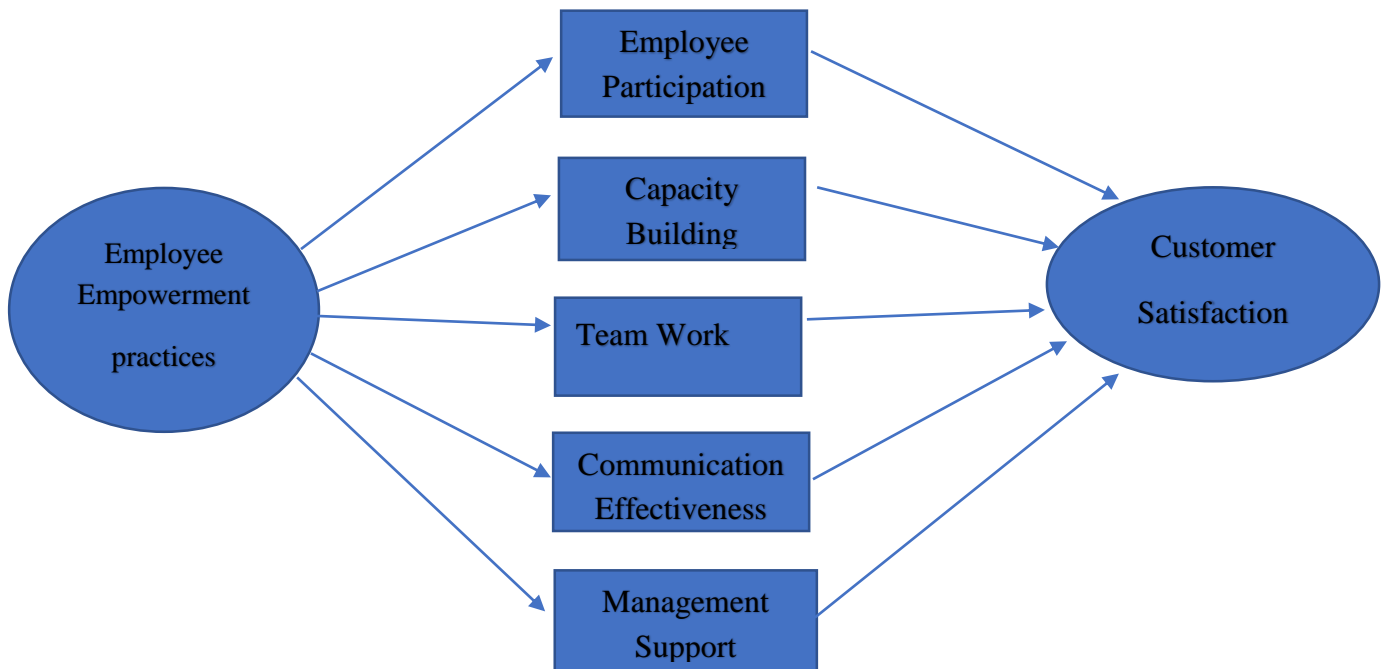 Employee
Participation
Capacity
Building
Employee
Empowerment
practices
Team Work
Communication
Effectiveness
Management
Support
Customer
Satisfaction